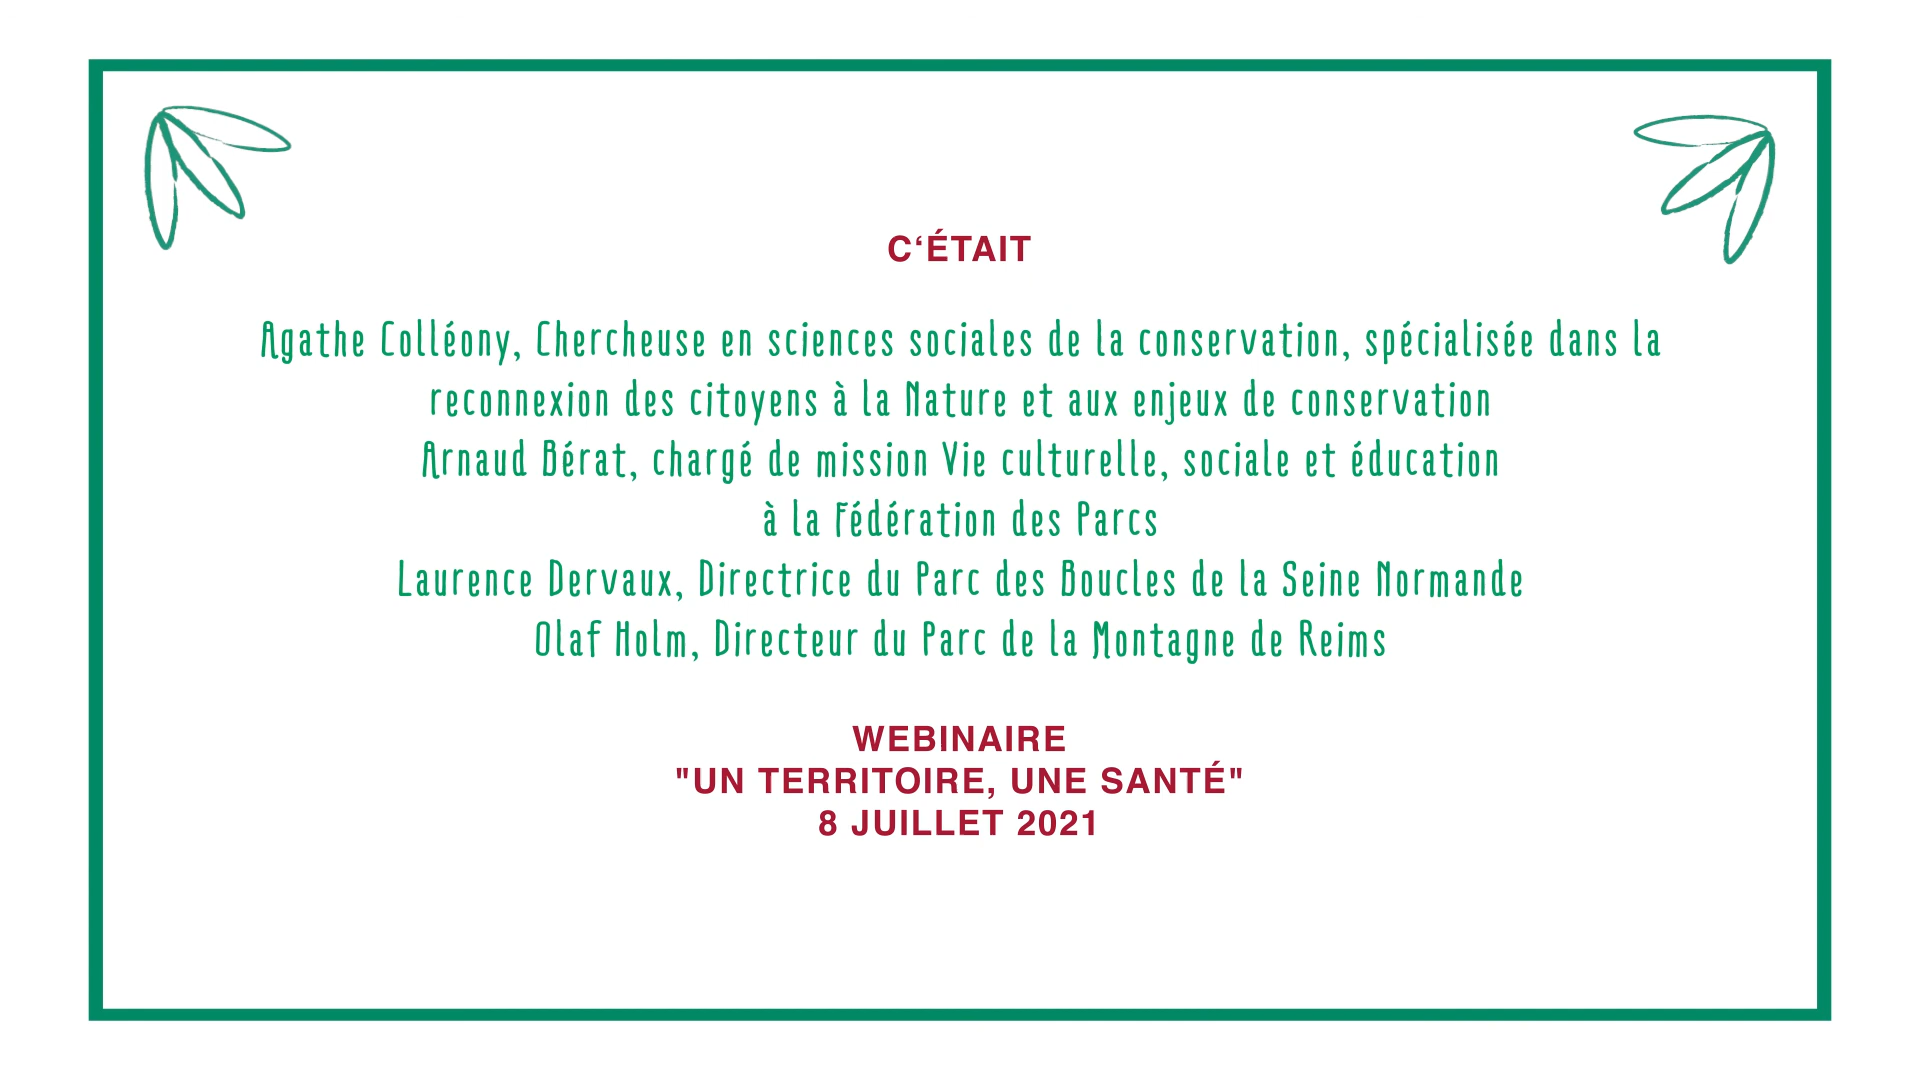 C‘ÉTAIT
Agathe Colléony, Chercheuse en sciences sociales de la conservation, spécialisée dans la
reconnexion des citoyens à la Nature et aux enjeux de conservation
Arnaud Bérat, chargé de mission Vie culturelle, sociale et éducation
à la Fédération des Parcs
Laurence Dervaux, Directrice du Parc des Boucles de la Seine Normande
Olaf Holm, Directeur du Parc de la Montagne de Reims
WEBINAIRE
"UN TERRITOIRE, UNE SANTÉ"
8 JUILLET 2021